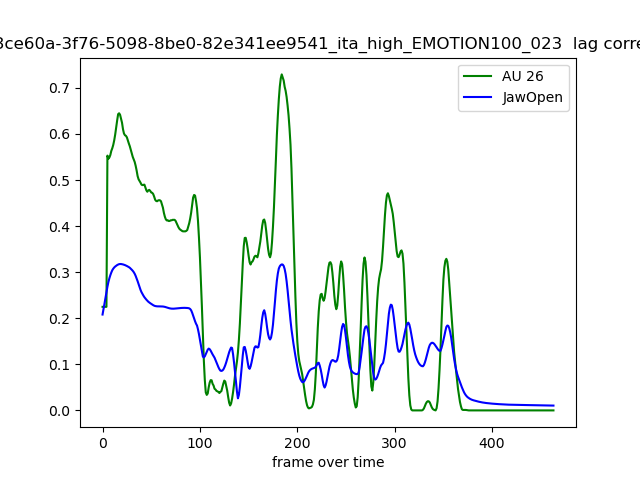 3ce60a-3f76-5098-8be0-82e341ee9541_ita_high_EMOTION100_023 lag corre
AU 26
JawOpen
0.7
0.6
0.5
0.4
0.3
0.2
0.1
0.0
0 100 200 300 400
frame over time